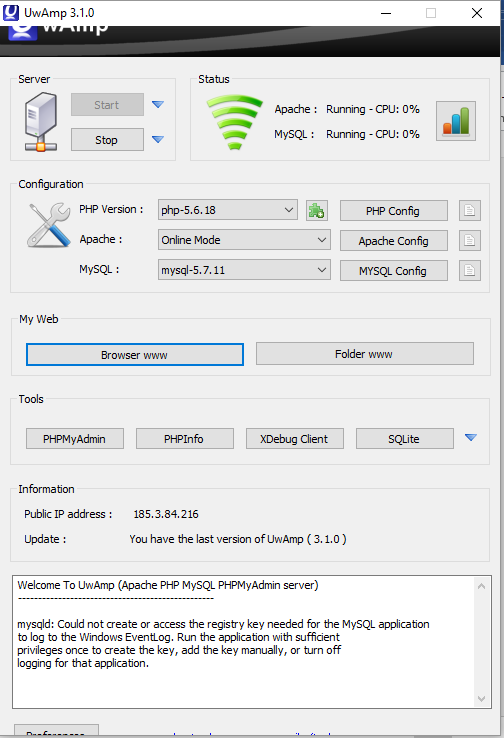 UwAmp 3.1.0
UwAmp
Server
Start
Stop
Status
Apache : Running - CPU: 0%
MySQL : Running - CPU: 0%
Configuration
PHP Version : php-5.6.18 PHP Config
Apache : Online Mode Apache Config
MySQL : mysql-5.7.11 MYSQL Config
My Web
Browser www Folder www
Tools
PHPMyAdmin PHPInfo XDebug Client SQLite
Information
Public IP address : 185.3.84.216
Update : You have the last version of UwAmp ( 3.1.0 )
Welcome To UwAmp (Apache PHP MySQL PHPMyAdmin server)
------------------------------------------------
mysqld: Could not create or access the registry key needed for the MySQL application
to log to the Windows EventLog. Run the application with sufficient
privileges once to create the key, add the key manually, or turn off
logging for that application.
Preferences